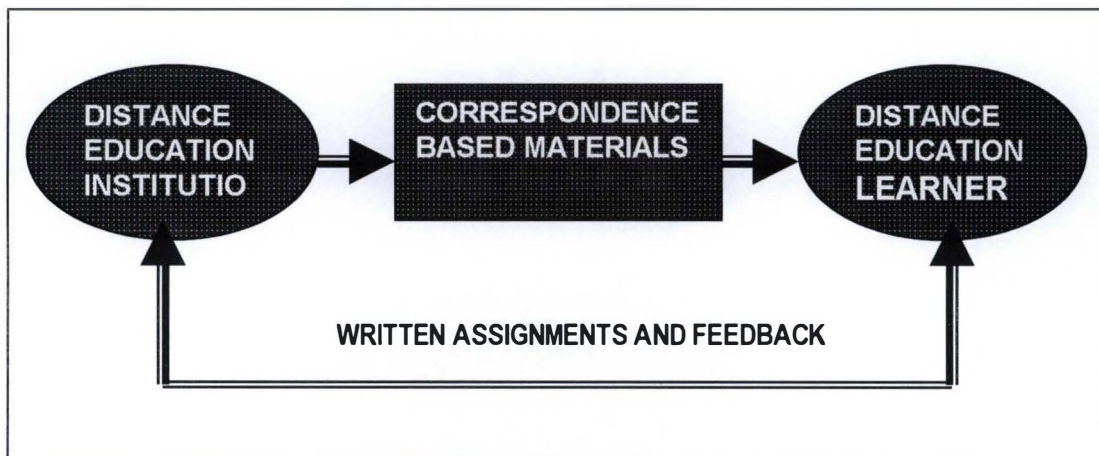 DISTANCE
EDUCATION
INSTITUTIO
CORRESPONDENCE
BASED MATERIALS
DISTANCE
EDUCATION
LEARNER
WRITTEN ASSIGNMENTS AND FEEDBACK